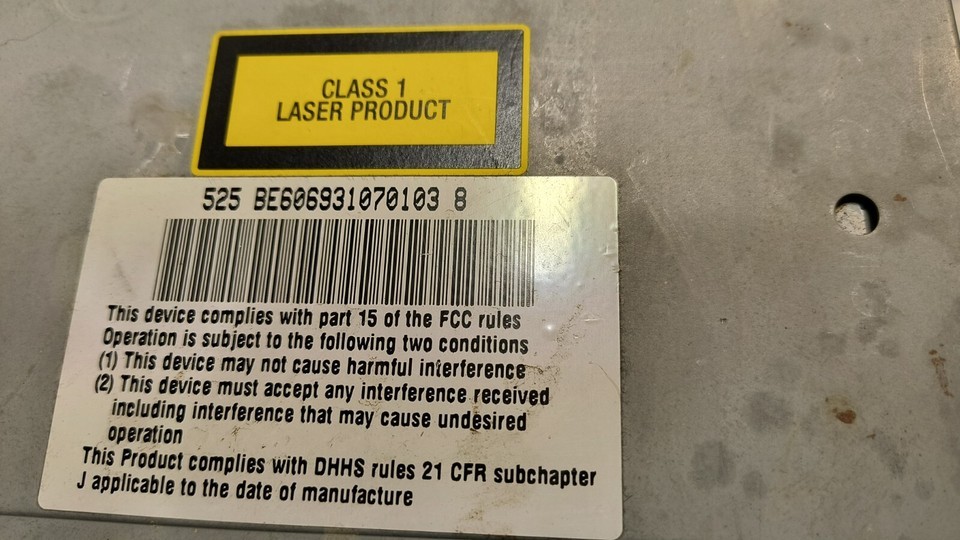 CLASS 1
LASER PRODUCT
525 BE606931070103 8
This device complies with part 15 of the FCC rules
Operation is subject to the following two conditions
(1) This device may not cause harmful interference
(2) This device must accept any interference received
including interference that may cause undesired
operation
This Product complies with DHHS rules 21 CFR subchapter
J applicable to the date of manufacture